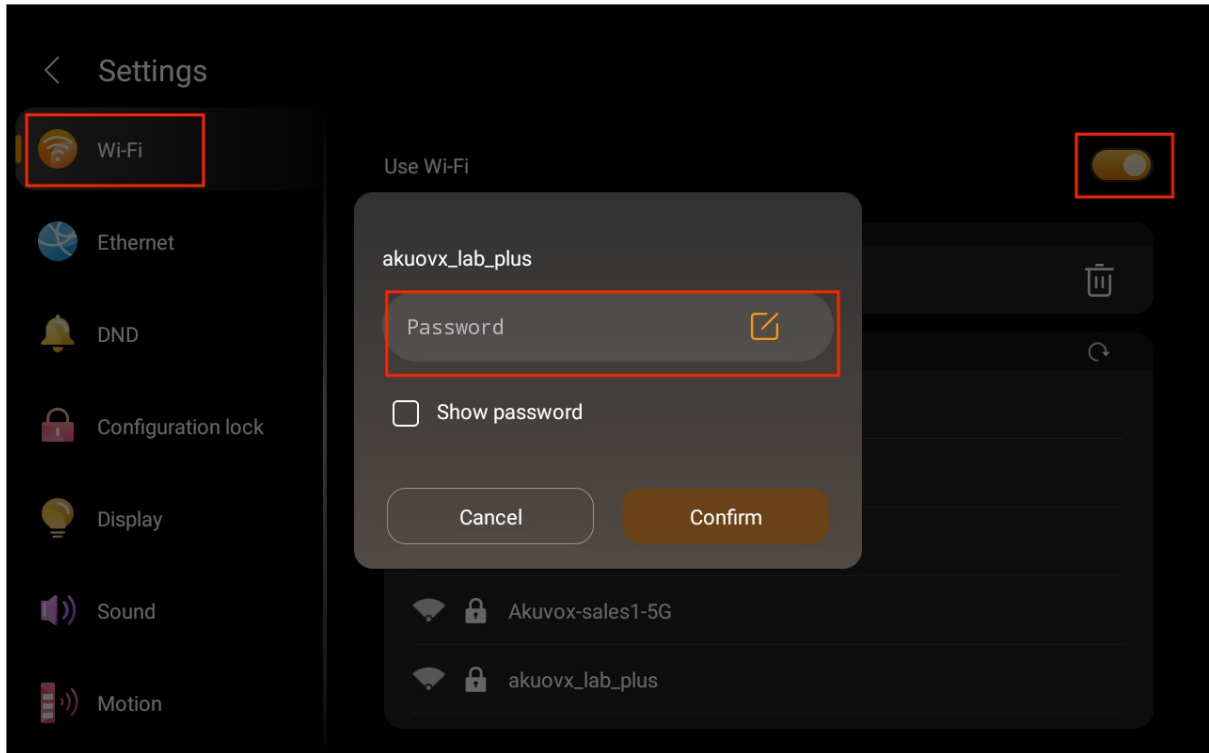 Settings
Wi-Fi
Use Wi-Fi
Ethernet
akuovx_lab_plus
Password
DND
Show password
Configuration lock
Cancel
Confirm
Display
Sound
Akuvox-sales1-5G
akuovx_lab_plus
Motion